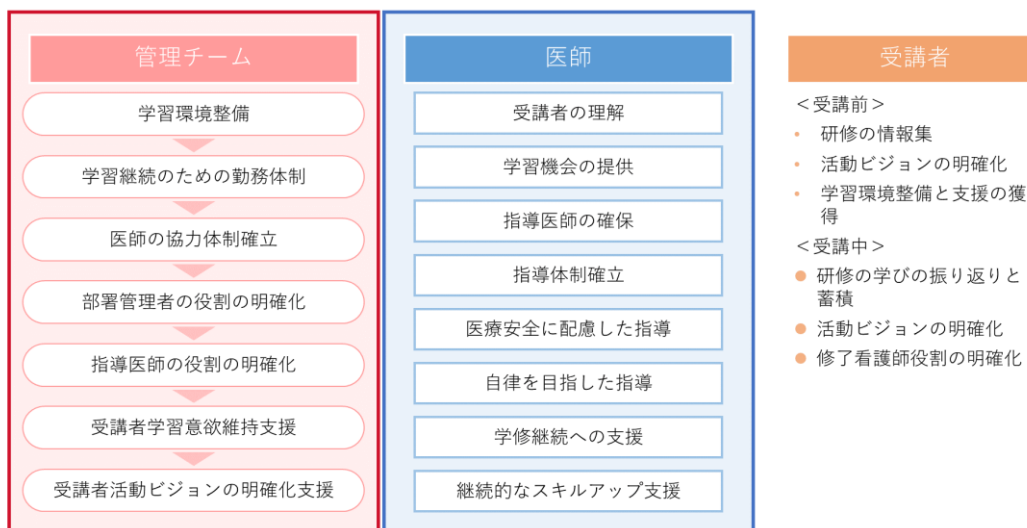 管理チーム
学習環境整備
学習継続のための勤務体制
医師の協力体制確立
部署管理者の役割の明確化
指導医師の役割の明確化
受講者学習意欲維持支援
受講者活動ビジョンの明確化支援
医師
受講者の理解
学習機会の提供
指導医師の確保
指導体制確立
医療安全に配慮した指導
自律を目指した指導
学修継続への支援
継続的なスキルアップ支援
受講者
＜受講前＞
• 研修の情報集
• 活動ビジョンの明確化
• 学習環境整備と支援の獲
得
＜受講中＞
● 研修の学びの振り返りと
蓄積
● 活動ビジョンの明確化
● 修了看護師役割の明確化